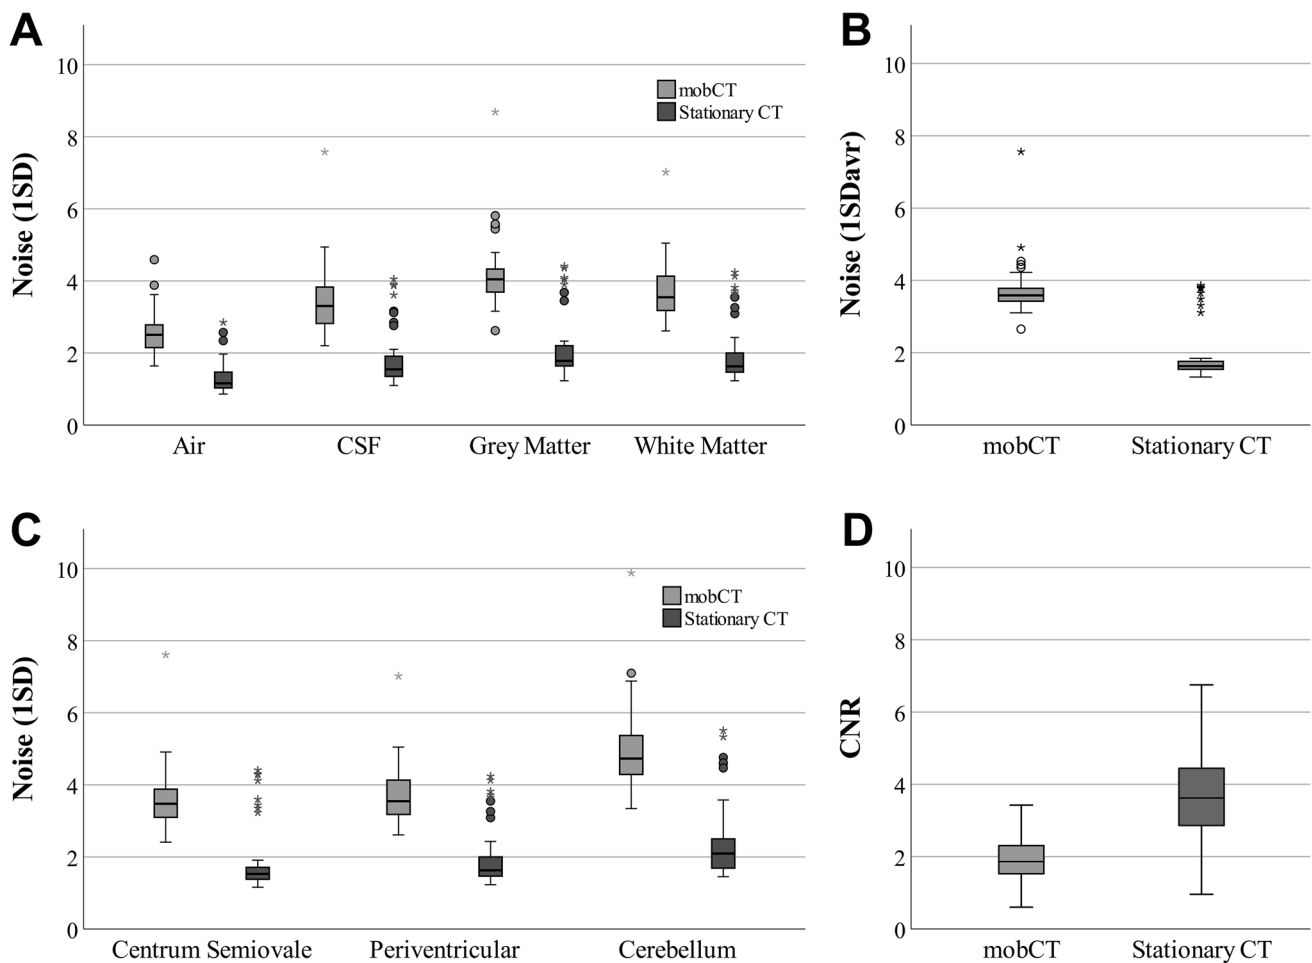 A
Noise (1SD)
10
8
6
4
2
0
mobCT
Stationary CT
Air
CSF
Grey Matter
White Matter
B
Noise (1SDavr)
10
8
6
4
2
0
mobCT
Stationary CT
C
Noise (1SD)
10
8
6
4
2
0
mobCT
Stationary CT
Centrum Semiovale
Periventricular
Cerebellum
D
CNR
10
8
6
4
2
0
mobCT
Stationary CT